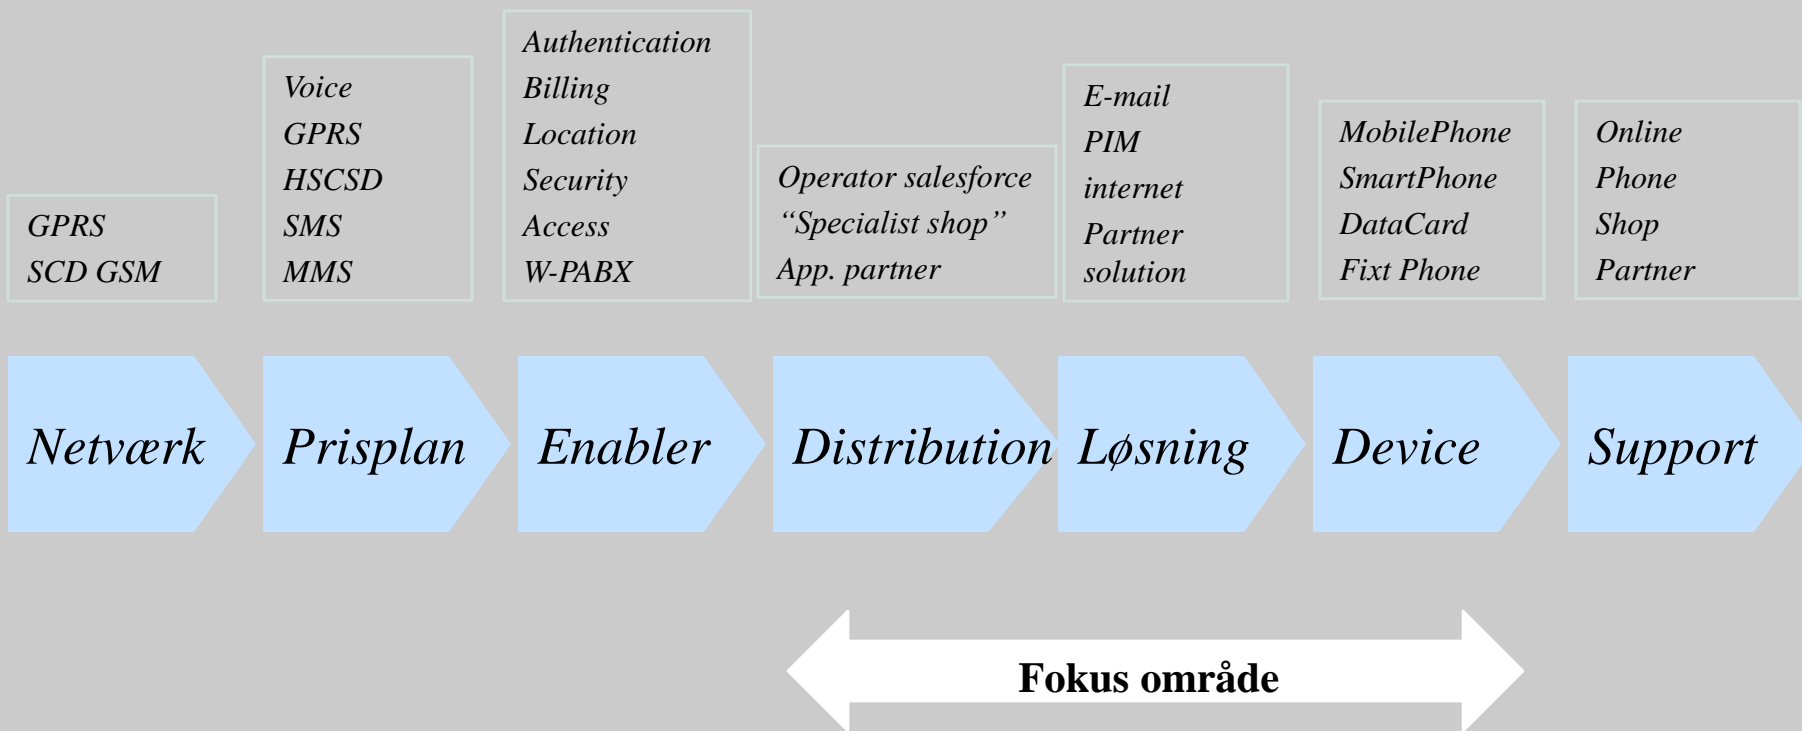 GPRS
SCD GSM
Voice
GPRS
HSCSD
SMS
MMS
Authentication
Billing
Location
Security
Access
W-PABX
Operator salesforce
“Specialist shop”
App. partner
E-mail
PIM
internet
Partner
solution
MobilePhone
SmartPhone
DataCard
Fixt Phone
Online
Phone
Shop
Partner
Netværk
Prisplan
Enabler
Distribution
Løsning
Device
Support
Fokus område